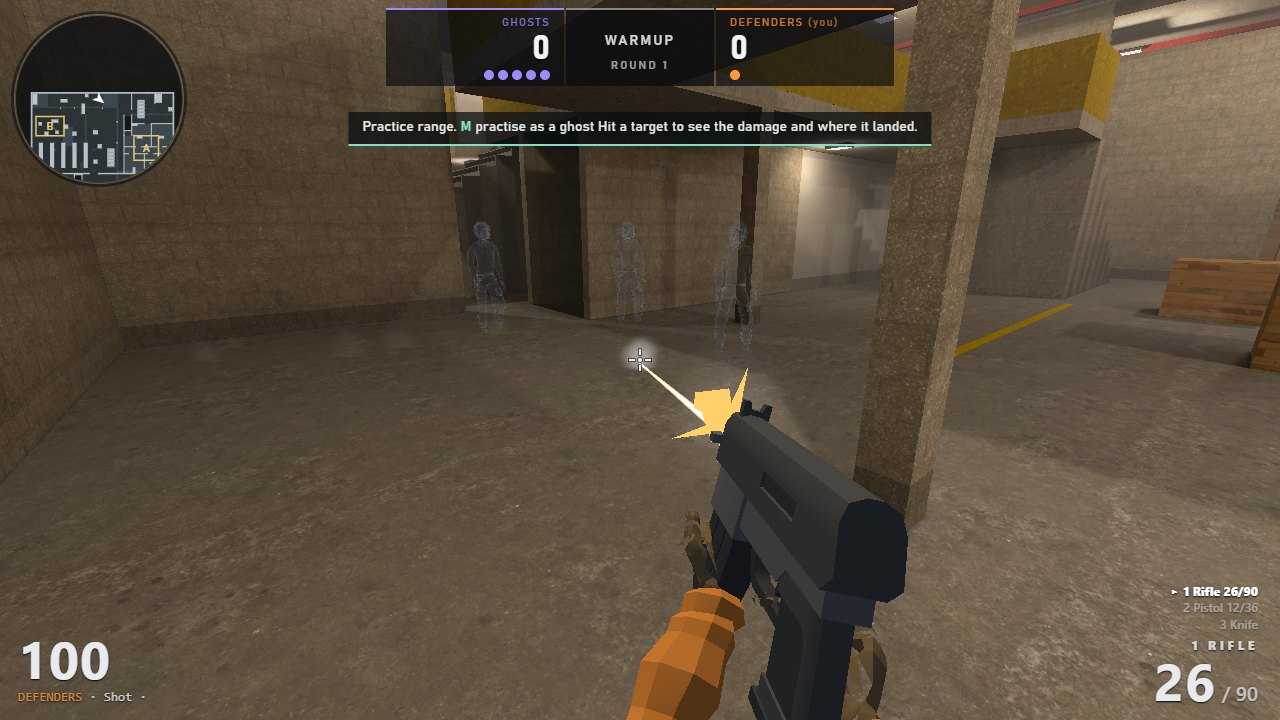 GHOSTS
0
WARMUP
ROUND 1
DEFENDERS (you)
0
Practice range. M practise as a ghost Hit a target to see the damage and where it landed.
B
A
100
DEFENDERS · Shot ·
▸ 1 Rifle 26/90
2 Pistol 12/36
3 Knife
1 RIFLE
26 / 90